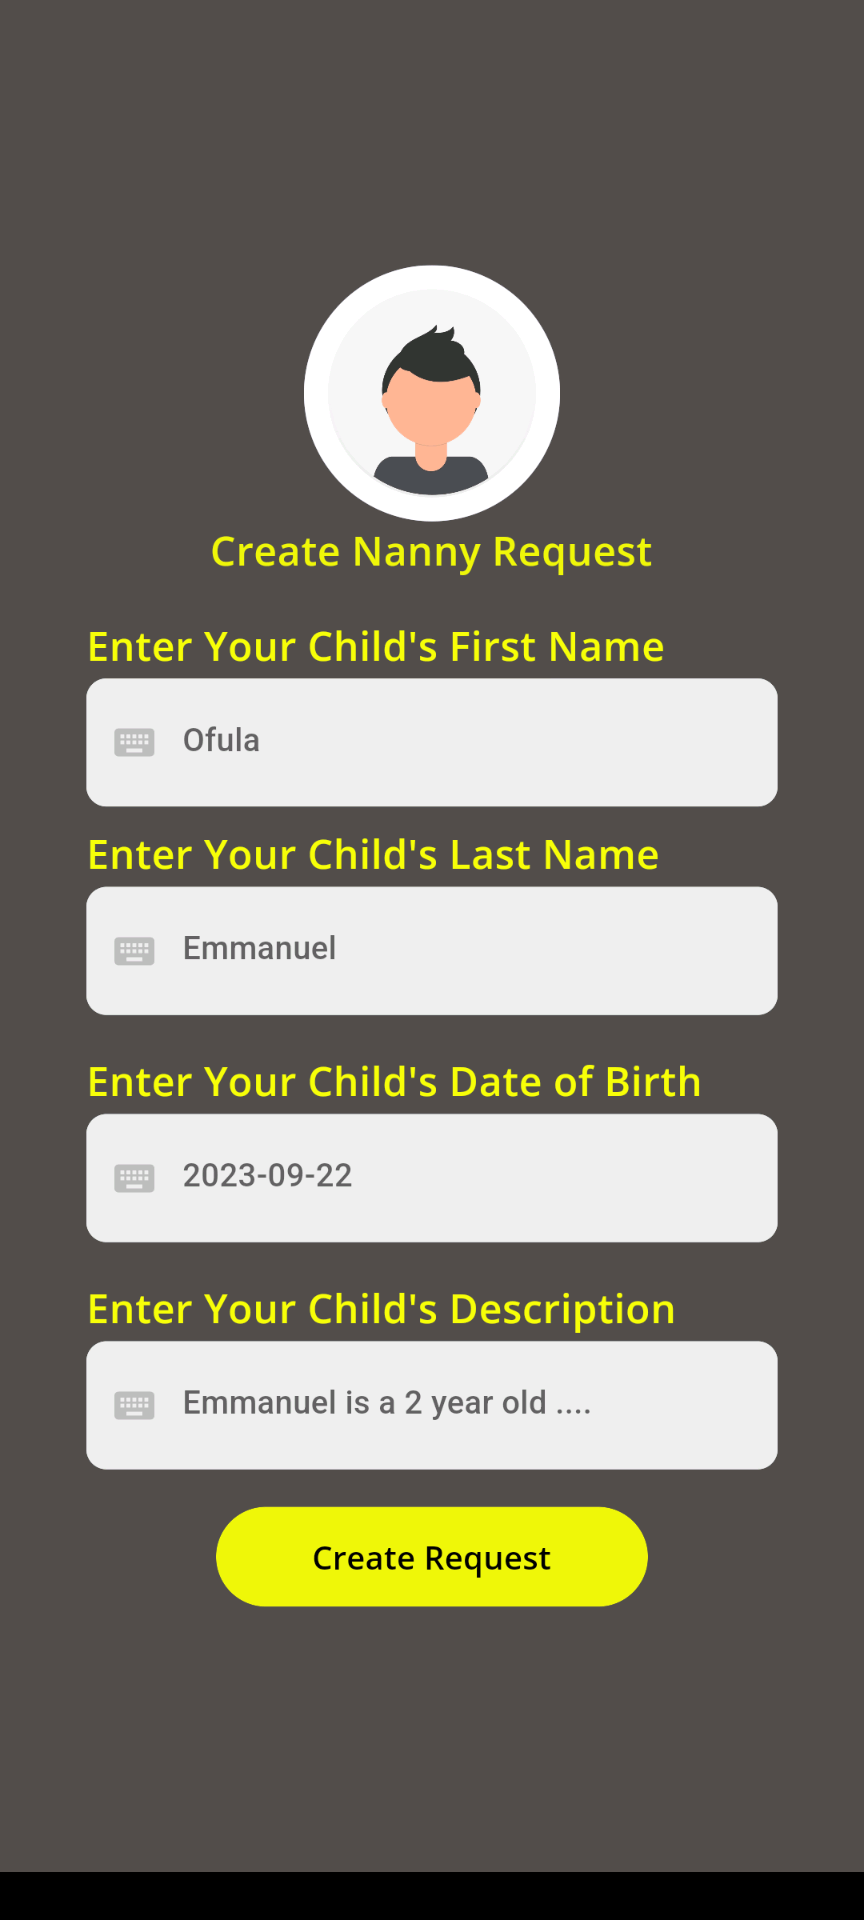 Create Nanny Request
Enter Your Child's First Name
Ofula
Enter Your Child's Last Name
Emmanuel
Enter Your Child's Date of Birth
2023-09-22
Enter Your Child's Description
Emmanuel is a 2 year old ....
Create Request